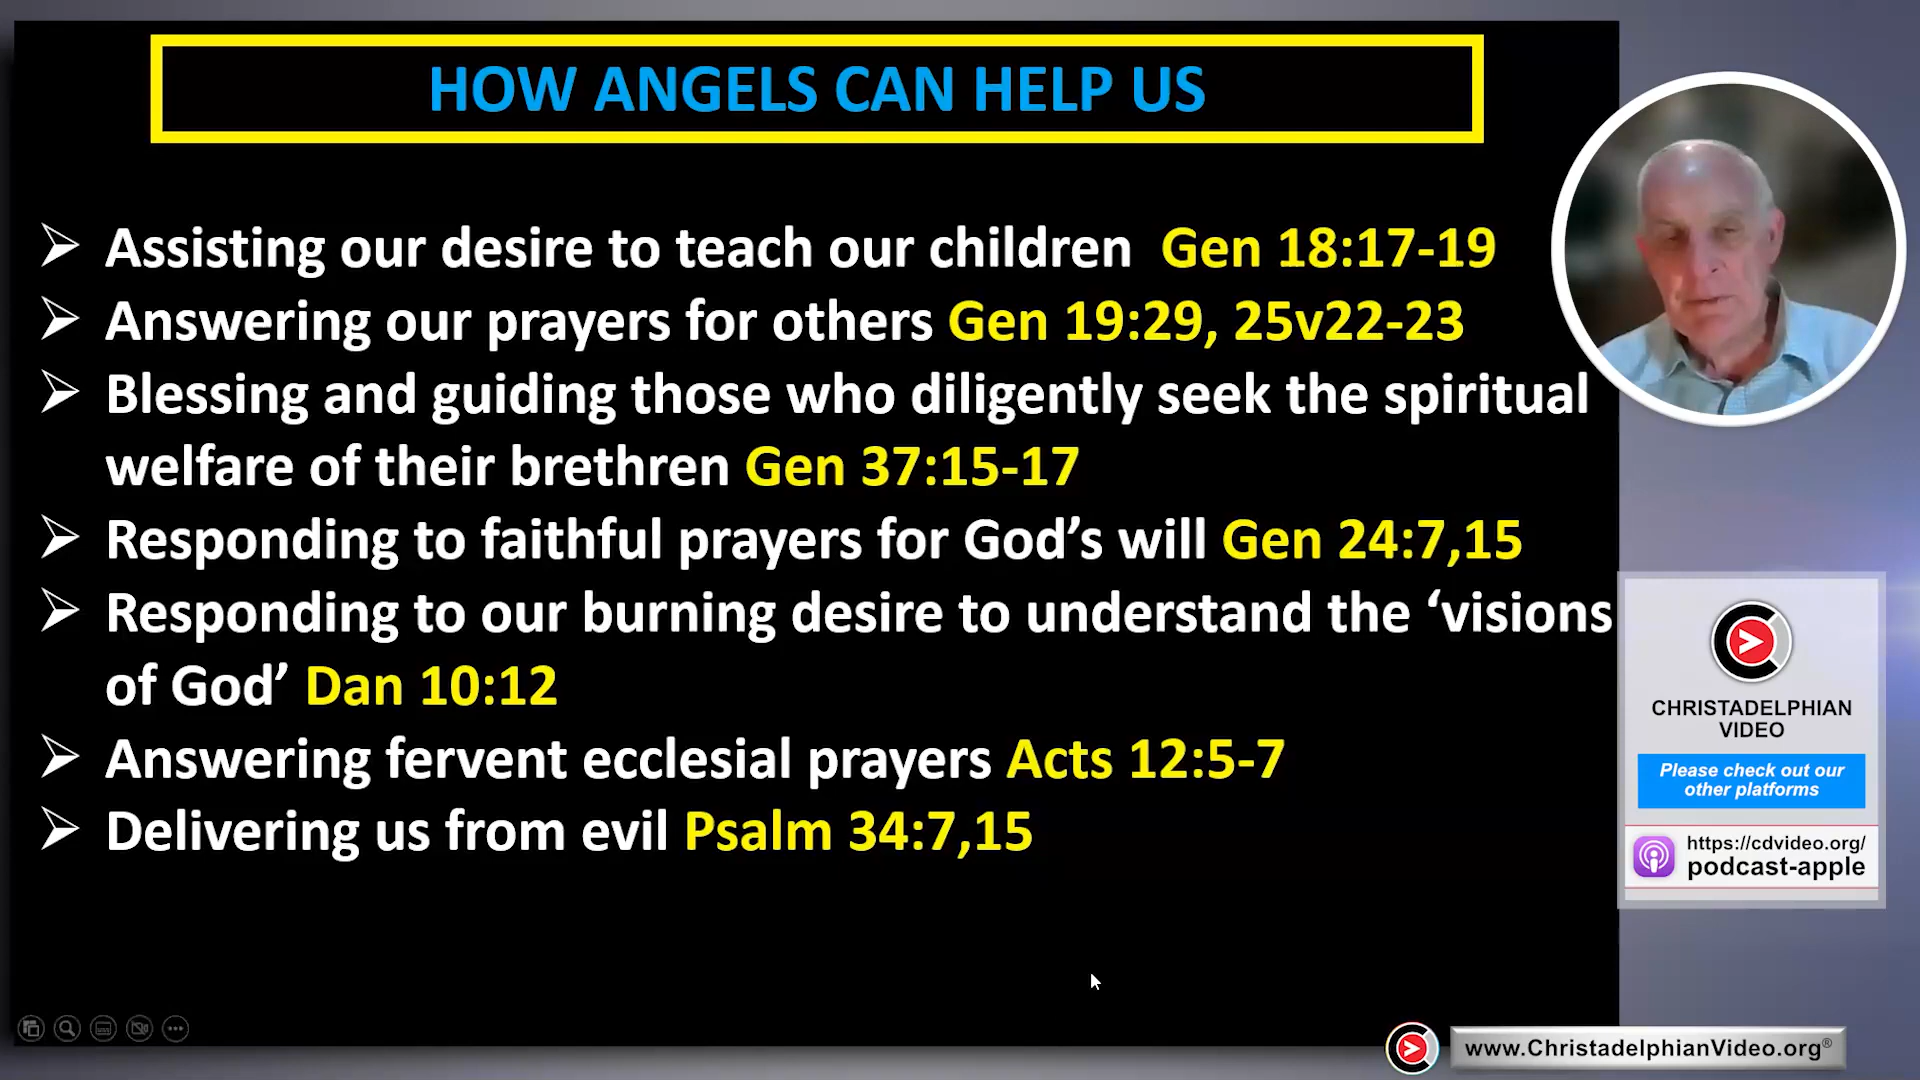 HOW ANGELS CAN HELP US
Assisting our desire to teach our children Gen 18:17-19
Answering our prayers for others Gen 19:29, 25v22-23
Blessing and guiding those who diligently seek the spiritual
welfare of their brethren Gen 37:15-17
Responding to faithful prayers for God’s will Gen 24:7,15
Responding to our burning desire to understand the ‘visions
of God’ Dan 10:12
Answering fervent ecclesial prayers Acts 12:5-7
Delivering us from evil Psalm 34:7,15
CHRISTADELPHIAN
VIDEO
Please check out our
other platforms
https://cdvideo.org/
podcast-apple
www.ChristadelphianVideo.org®